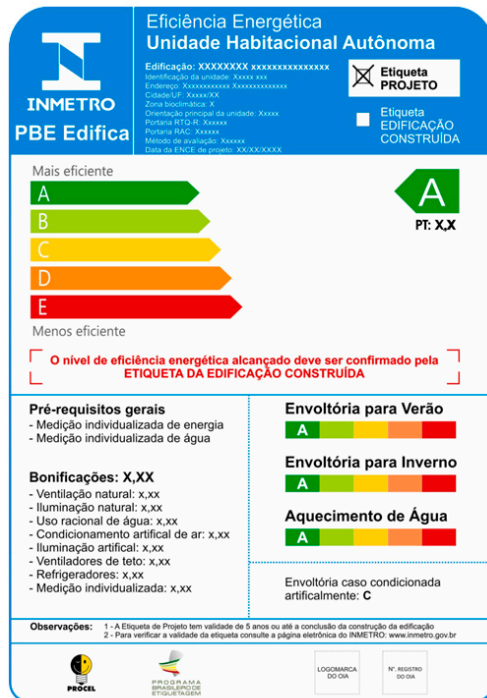 Eficiência Energética
Unidade Habitacional Autônoma
INMETRO
PBE Edifica
Edificação: XXXXXXXX xxxxxxxxxxxxxxx
Identificação da unidade: Xxxxx xxx
Endereço: Xxxxxxxxxxxx Xxxxxxxxxxxxx
Cidade/UF: Xxxxx/XX
Zona bioclimática: X
Orientação principal da unidade: Xxxxx
Portaria RTQ-R: Xxxxxx
Portaria RAC: Xxxxxx
Método de avaliação: Xxxxxx
Data da ENCE de projeto: XX/XX/XXXX
Etiqueta
PROJETO
Etiqueta
EDIFICAÇÃO
CONSTRUÍDA
Mais eficiente
A
B
C
D
E
Menos eficiente
A
PT: X,X
O nível de eficiência energética alcançado deve ser confirmado pela
ETIQUETA DA EDIFICAÇÃO CONSTRUÍDA
Pré-requisitos gerais
- Medição individualizada de energia
- Medição individualizada de água
Bonificações: X,XX
- Ventilação natural: x,xx
- Iluminação natural: x,xx
- Uso racional de água: x,xx
- Condicionamento artifical de ar: x,xx
- Iluminação artifical: x,xx
- Ventiladores de teto: x,xx
- Refrigeradores: x,xx
- Medição individualizada: x,xx
Envoltória para Verão
A
Envoltória para Inverno
A
Aquecimento de Água
A
Envoltória caso condicionada
artificalmente: C
Observações: 1 - A Etiqueta de Projeto tem validade de 5 anos ou até a conclusão da construção da edificação
2 - Para verificar a validade da etiqueta consulte a página eletrônica do INMETRO: www.inmetro.gov.br
PROCEL
PROGRAMA
BRASILEIRO DE
ETIQUETAGEM
LOGOMARCA
DO OIA
N°. REGISTRO
DO OIA